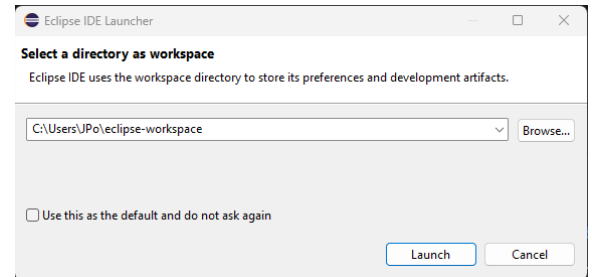 Eclipse IDE Launcher
Select a directory as workspace
Eclipse IDE uses the workspace directory to store its preferences and development artifacts.
C:\Users\JPo\eclipse-workspace
Browse...
Use this as the default and do not ask again
Launch
Cancel